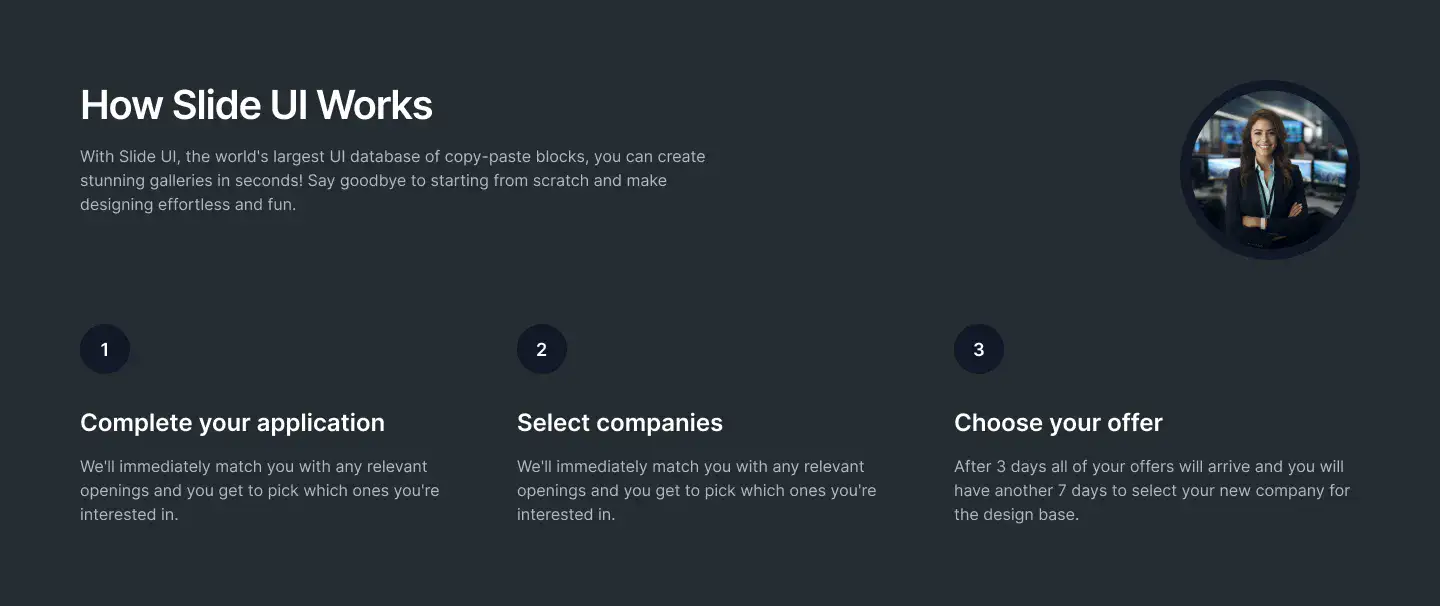 How Slide UI Works
With Slide UI, the world's largest UI database of copy-paste blocks, you can create
stunning galleries in seconds! Say goodbye to starting from scratch and make
designing effortless and fun.
1
Complete your application
We'll immediately match you with any relevant
openings and you get to pick which ones you're
interested in.
2
Select companies
We'll immediately match you with any relevant
openings and you get to pick which ones you're
interested in.
3
Choose your offer
After 3 days all of your offers will arrive and you will
have another 7 days to select your new company for
the design base.